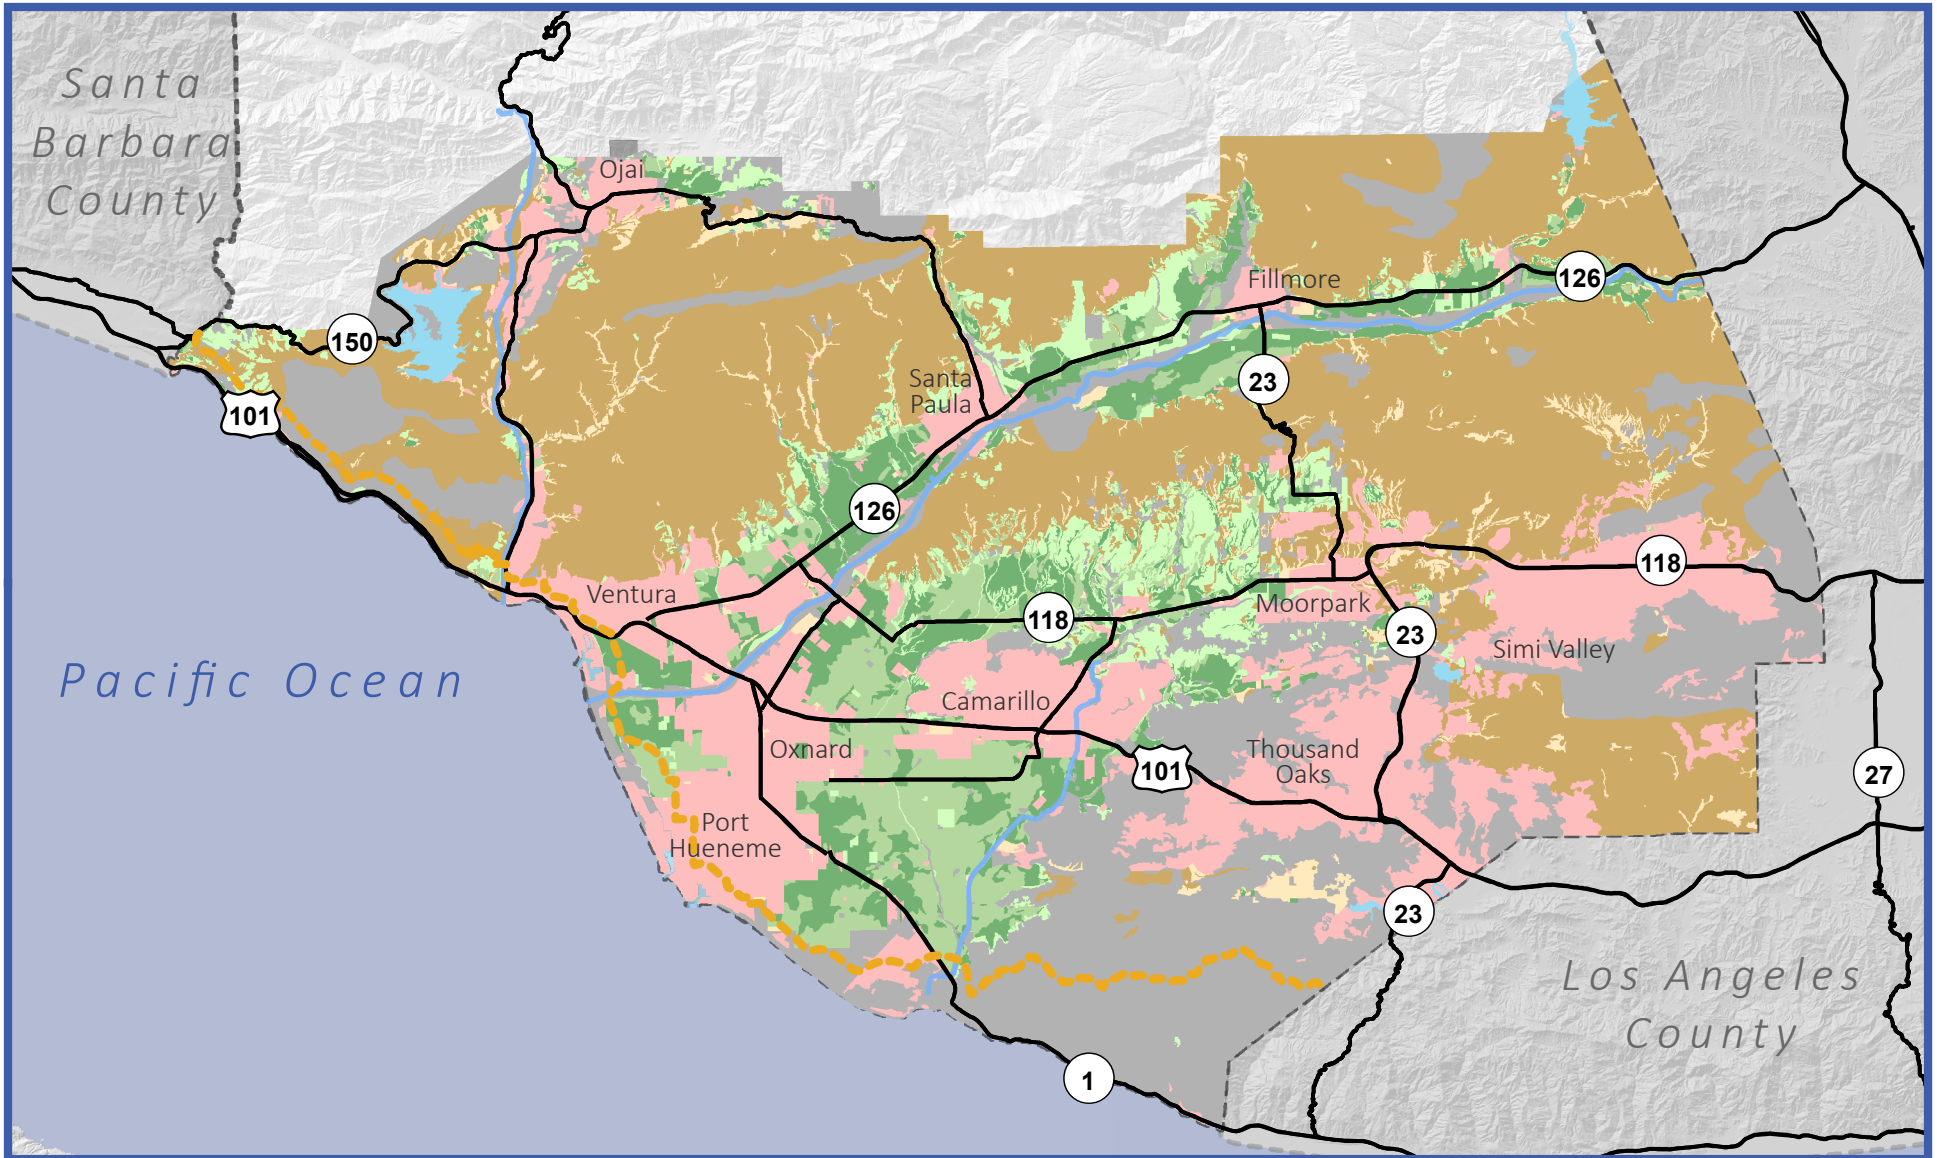 Santa
Barbara
County
Ojai
Fillmore
126
150
101
Santa
Paula
23
126
118
Ventura
118
Moorpark
23
Simi Valley
Pacific Ocean
Camarillo
Oxnard
101
Thousand
Oaks
27
Port
Hueneme
23
Los Angeles
County
1